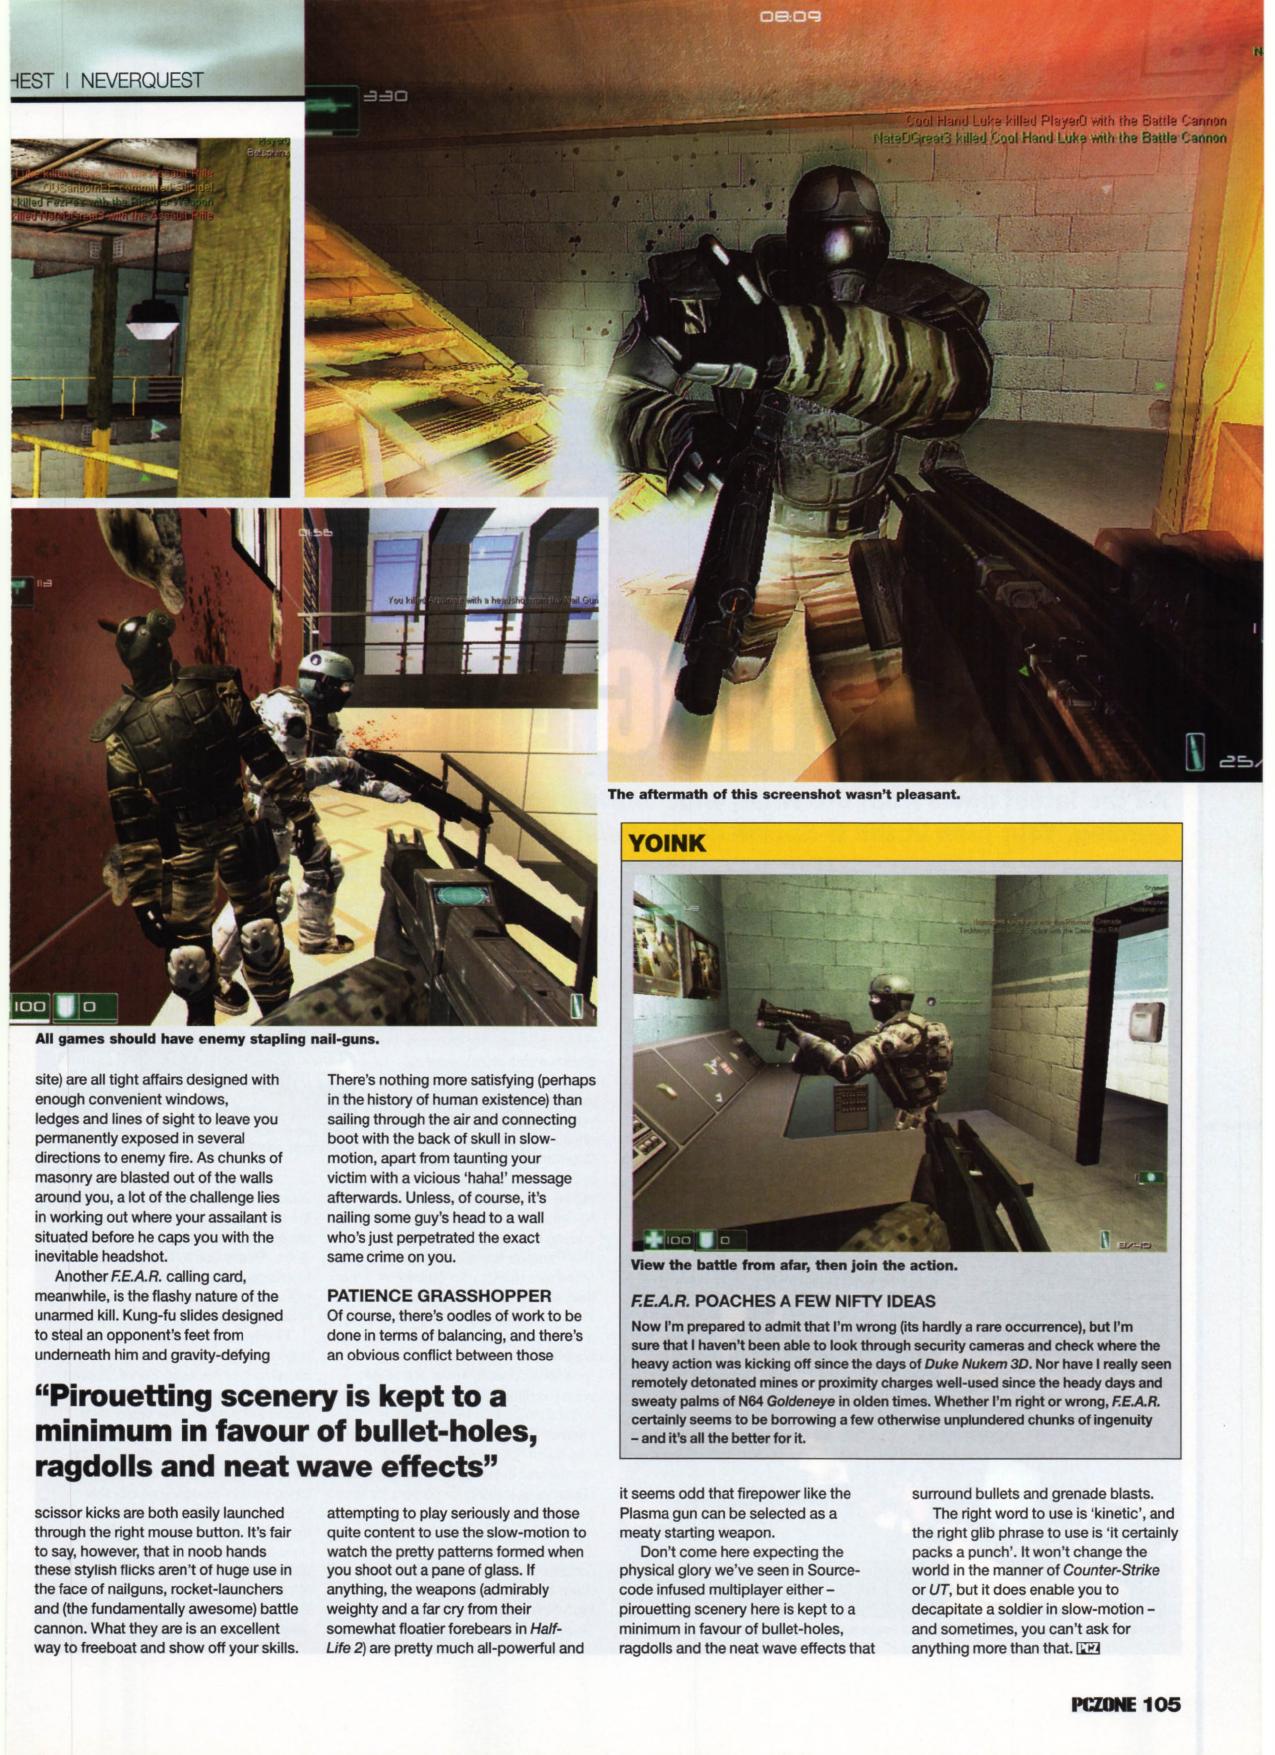 HEST | NEVERQUEST
08:09
330
Cool Hand Luke killed Player0 with the Battle Cannon
NateDGreat3 killed Cool Hand Luke with the Battle Cannon
25/
The aftermath of this screenshot wasn't pleasant.
01:56
113
100
0
All games should have enemy stapling nail-guns.
site) are all tight affairs designed with
enough convenient windows,
ledges and lines of sight to leave you
permanently exposed in several
directions to enemy fire. As chunks of
masonry are blasted out of the walls
around you, a lot of the challenge lies
in working out where your assailant is
situated before he caps you with the
inevitable headshot.
Another F.E.A.R. calling card,
meanwhile, is the flashy nature of the
unarmed kill. Kung-fu slides designed
to steal an opponent's feet from
underneath him and gravity-defying
scissor kicks are both easily launched
through the right mouse button. It's fair
to say, however, that in noob hands
these stylish flicks aren't of huge use in
the face of nailguns, rocket-launchers
and (the fundamentally awesome) battle
cannon. What they are is an excellent
way to freeboat and show off your skills.
There's nothing more satisfying (perhaps
in the history of human existence) than
sailing through the air and connecting
boot with the back of skull in slow-
motion, apart from taunting your
victim with a vicious 'haha!' message
afterwards. Unless, of course, it's
nailing some guy's head to a wall
who's just perpetrated the exact
same crime on you.
PATIENCE GRASSHOPPER
Of course, there's oodles of work to be
done in terms of balancing, and there's
an obvious conflict between those
attempting to play seriously and those
quite content to use the slow-motion to
watch the pretty patterns formed when
you shoot out a pane of glass. If
anything, the weapons (admirably
weighty and a far cry from their
somewhat floatier forebears in Half-
Life 2) are pretty much all-powerful and
"Pirouetting scenery is kept to a
minimum in favour of bullet-holes,
ragdolls and neat wave effects"
YOINK
100
0
View the battle from afar, then join the action.
F.E.A.R. POACHES A FEW NIFTY IDEAS
Now I'm prepared to admit that I'm wrong (its hardly a rare occurrence), but I'm
sure that I haven't been able to look through security cameras and check where the
heavy action was kicking off since the days of Duke Nukem 3D. Nor have I really seen
remotely detonated mines or proximity charges well-used since the heady days and
sweaty palms of N64 Goldeneye in olden times. Whether I'm right or wrong, F.E.A.R.
certainly seems to be borrowing a few otherwise unplundered chunks of ingenuity
– and it's all the better for it.
it seems odd that firepower like the
Plasma gun can be selected as a
meaty starting weapon.
Don't come here expecting the
physical glory we've seen in Source-
code infused multiplayer either –
pirouetting scenery here is kept to a
minimum in favour of bullet-holes,
ragdolls and the neat wave effects that
surround bullets and grenade blasts.
The right word to use is 'kinetic', and
the right glib phrase to use is 'it certainly
packs a punch'. It won't change the
world in the manner of Counter-Strike
or UT, but it does enable you to
decapitate a soldier in slow-motion –
and sometimes, you can't ask for
anything more than that. PCZ
PCZONE 105